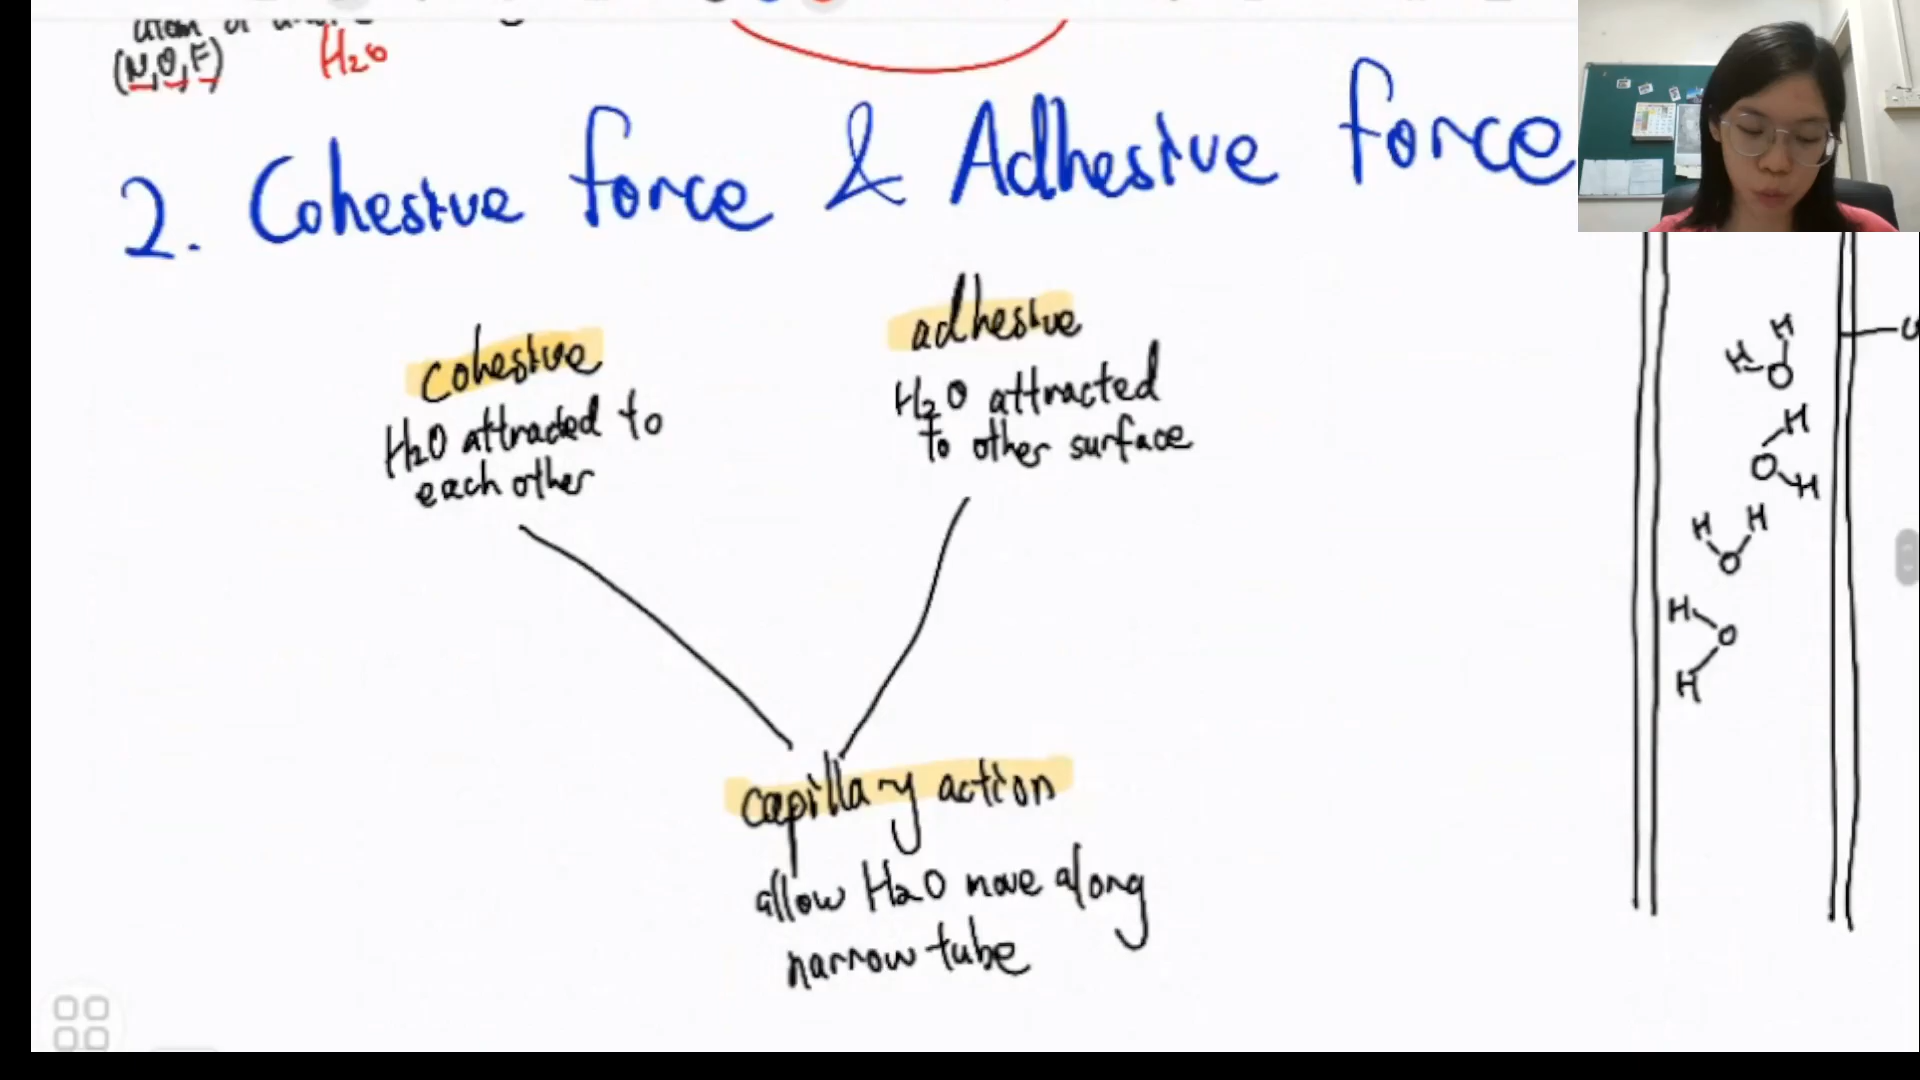 (N,O,F)
H₂O
2. Cohesive force & Adhesive force
cohesive
H₂O attracted to
each other
adhesive
H₂O attracted
to other surface
capillary action
allow H₂O move along
narrow tube
H
H O
H
O
H
H H
O
H
O
H